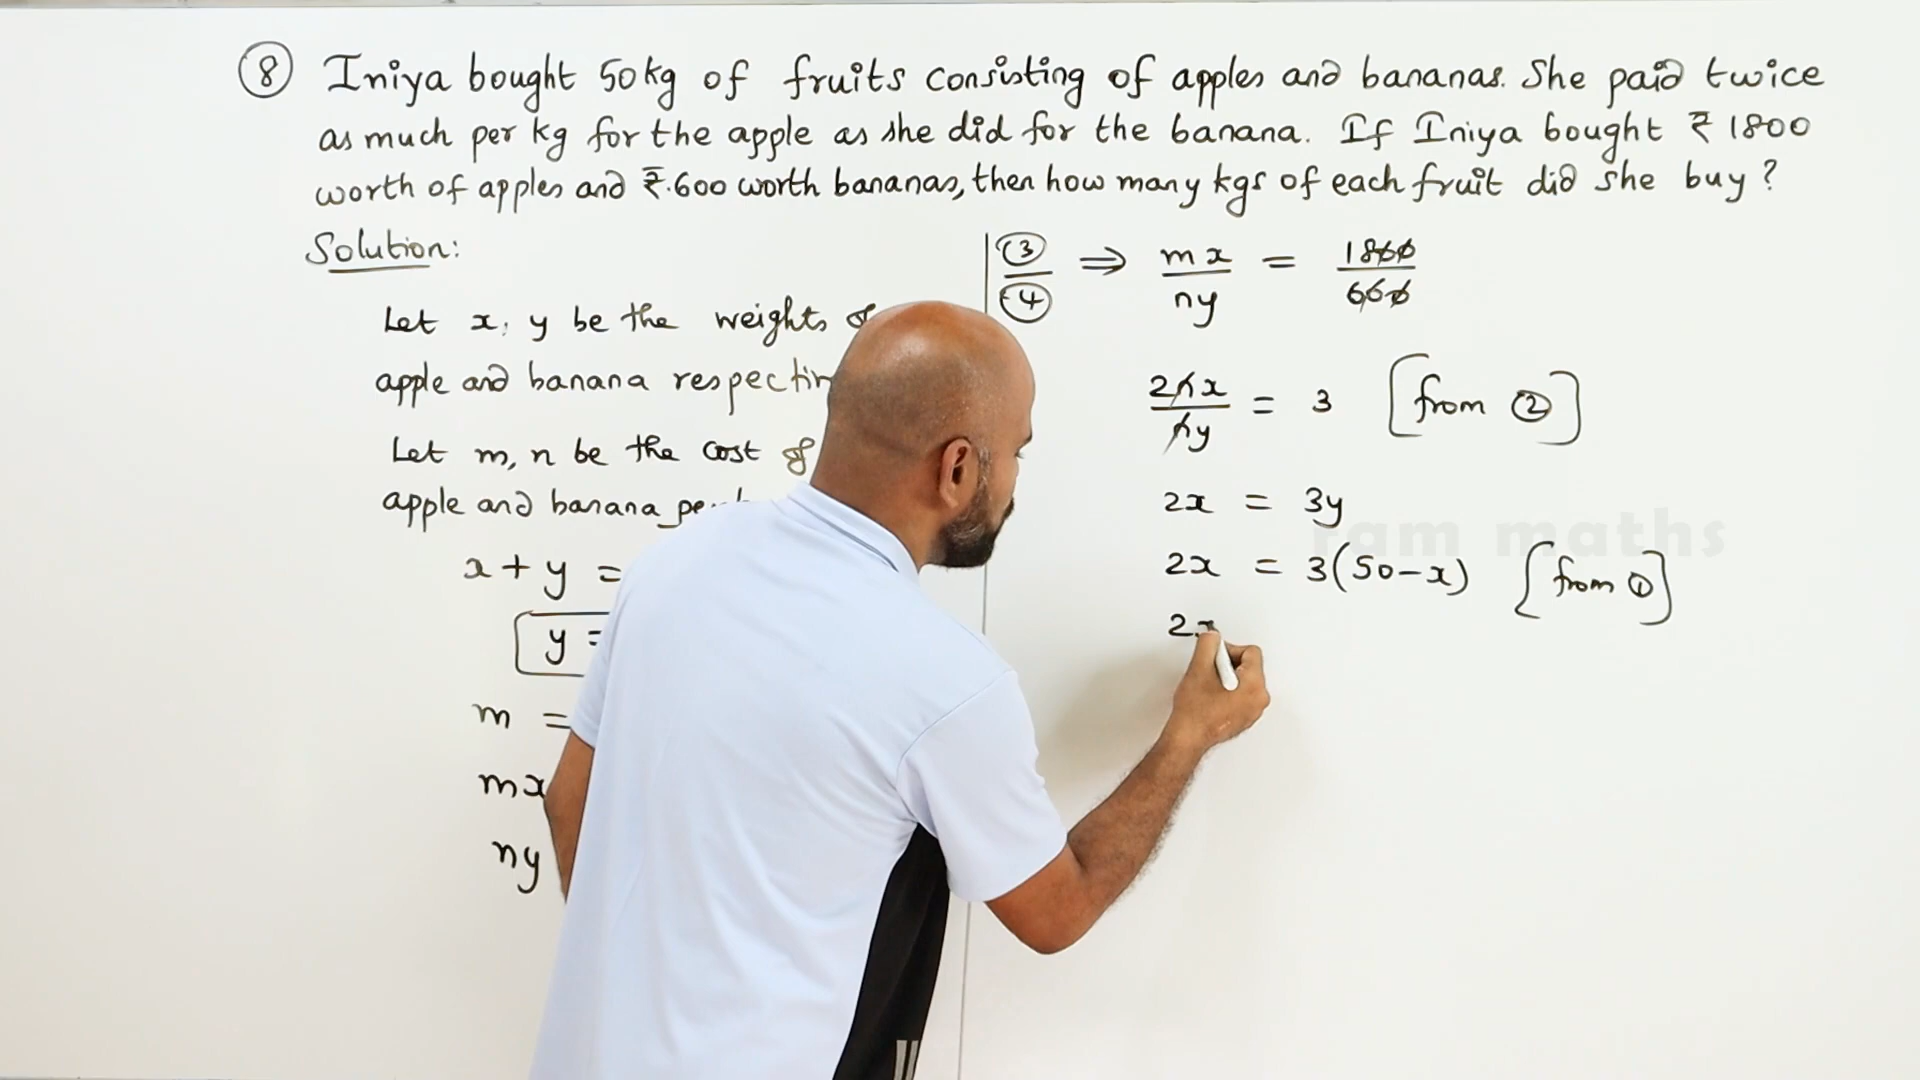 8 Iniya bought 50kg of fruits consisting of apples and bananas. She paid twice
as much per kg for the apple as she did for the banana. If Iniya bought ₹ 1800
worth of apples and ₹.600 worth bananas, then how many kgs of each fruit did she buy?
Solution:
Let x, y be the weights of
apple and banana
Let m, n be the cost of
apple and banana
x + y =
y =
m =
mx
ny
3/4 ⇒ mx/ny = 1800/600
2nx/ny = 3 [from 2]
2x = 3y
ram maths
2x = 3(50-x) [from 1]
2x